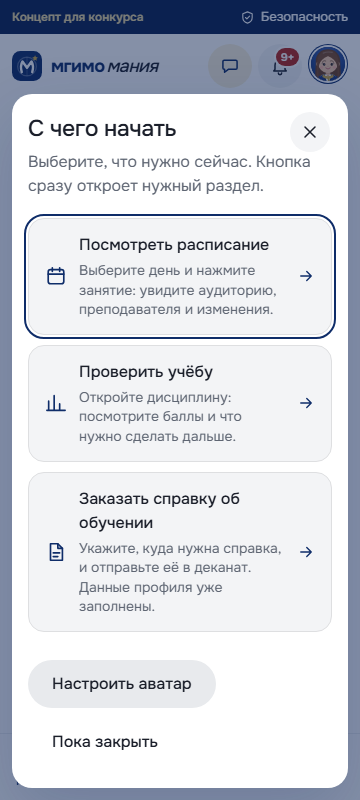 Концепт для конкурса
Безопасность
мгимо мания
9+
С чего начать
Выберите, что нужно сейчас. Кнопка
сразу откроет нужный раздел.
Посмотреть расписание
Выберите день и нажмите
занятие: увидите аудиторию,
преподавателя и изменения.
Проверить учёбу
Откройте дисциплину:
посмотрите баллы и что
нужно сделать дальше.
Заказать справку об
обучении
Укажите, куда нужна справка,
и отправьте её в деканат.
Данные профиля уже
заполнены.
Настроить аватар
Пока закрыть